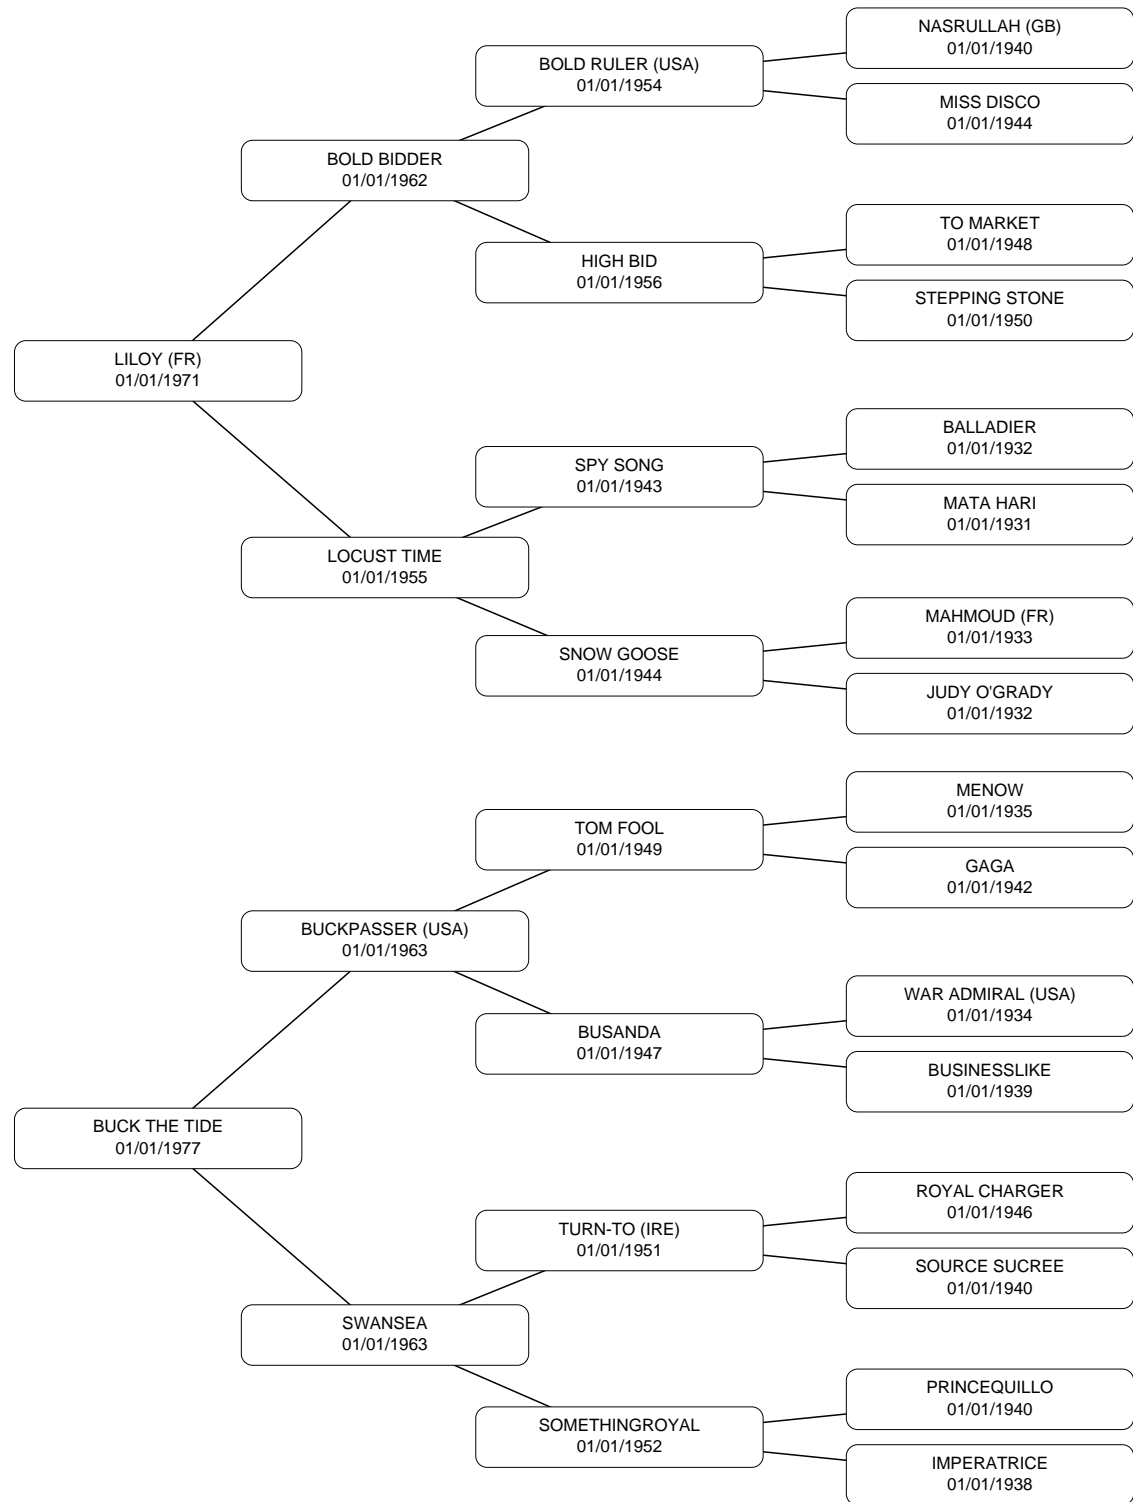 NASRULLAH (GB)
01/01/1940
BOLD RULER (USA)
01/01/1954
MISS DISCO
01/01/1944
BOLD BIDDER
01/01/1962
TO MARKET
01/01/1948
HIGH BID
01/01/1956
STEPPING STONE
01/01/1950
LILOY (FR)
01/01/1971
BALLADIER
01/01/1932
SPY SONG
01/01/1943
MATA HARI
01/01/1931
LOCUST TIME
01/01/1955
MAHMOUD (FR)
01/01/1933
SNOW GOOSE
01/01/1944
JUDY O'GRADY
01/01/1932
MENOW
01/01/1935
TOM FOOL
01/01/1949
GAGA
01/01/1942
BUCKPASSER (USA)
01/01/1963
WAR ADMIRAL (USA)
01/01/1934
BUSANDA
01/01/1947
BUSINESSLIKE
01/01/1939
BUCK THE TIDE
01/01/1977
ROYAL CHARGER
01/01/1946
TURN-TO (IRE)
01/01/1951
SOURCE SUCREE
01/01/1940
SWANSEA
01/01/1963
PRINCEQUILLO
01/01/1940
SOMETHINGROYAL
01/01/1952
IMPERATRICE
01/01/1938